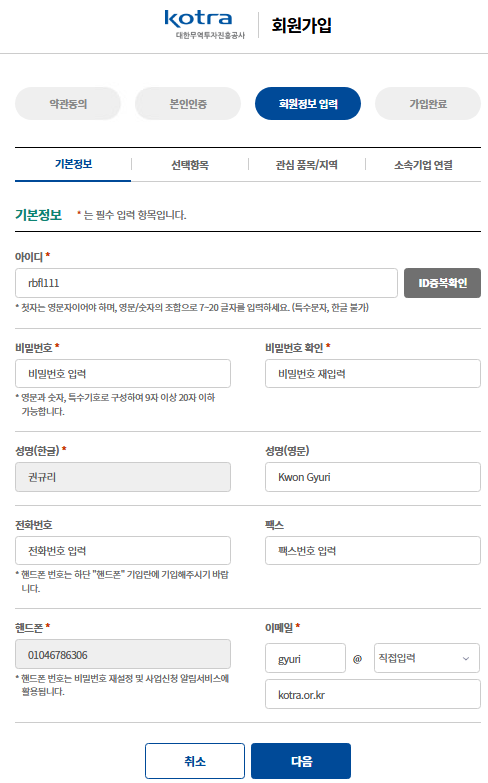 kotra
대한무역투자진흥공사
회원가입
약관동의 본인인증 회원정보 입력 가입완료
기본정보 선택항목 관심 품목/지역 소속기업 연결
기본정보 * 는 필수 입력 항목입니다.
아이디 *
rbfl111 ID중복확인
* 첫자는 영문자이어야 하며, 영문/숫자의 조합으로 7~20 글자를 입력하세요. (특수문자, 한글 불가)
비밀번호 * 비밀번호 확인 *
비밀번호 입력 비밀번호 재입력
* 영문과 숫자, 특수기호로 구성하여 9자 이상 20자 이하
가능합니다.
성명(한글) * 성명(영문)
권규리 Kwon Gyuri
전화번호 팩스
전화번호 입력 팩스번호 입력
* 핸드폰 번호는 하단 "핸드폰" 기입란에 기입해주시기 바랍
니다.
핸드폰 * 이메일 *
01046786306 gyuri @ 직접입력
* 핸드폰 번호는 비밀번호 재설정 및 사업신청 알림서비스에
활용됩니다.
kotra.or.kr
취소 다음